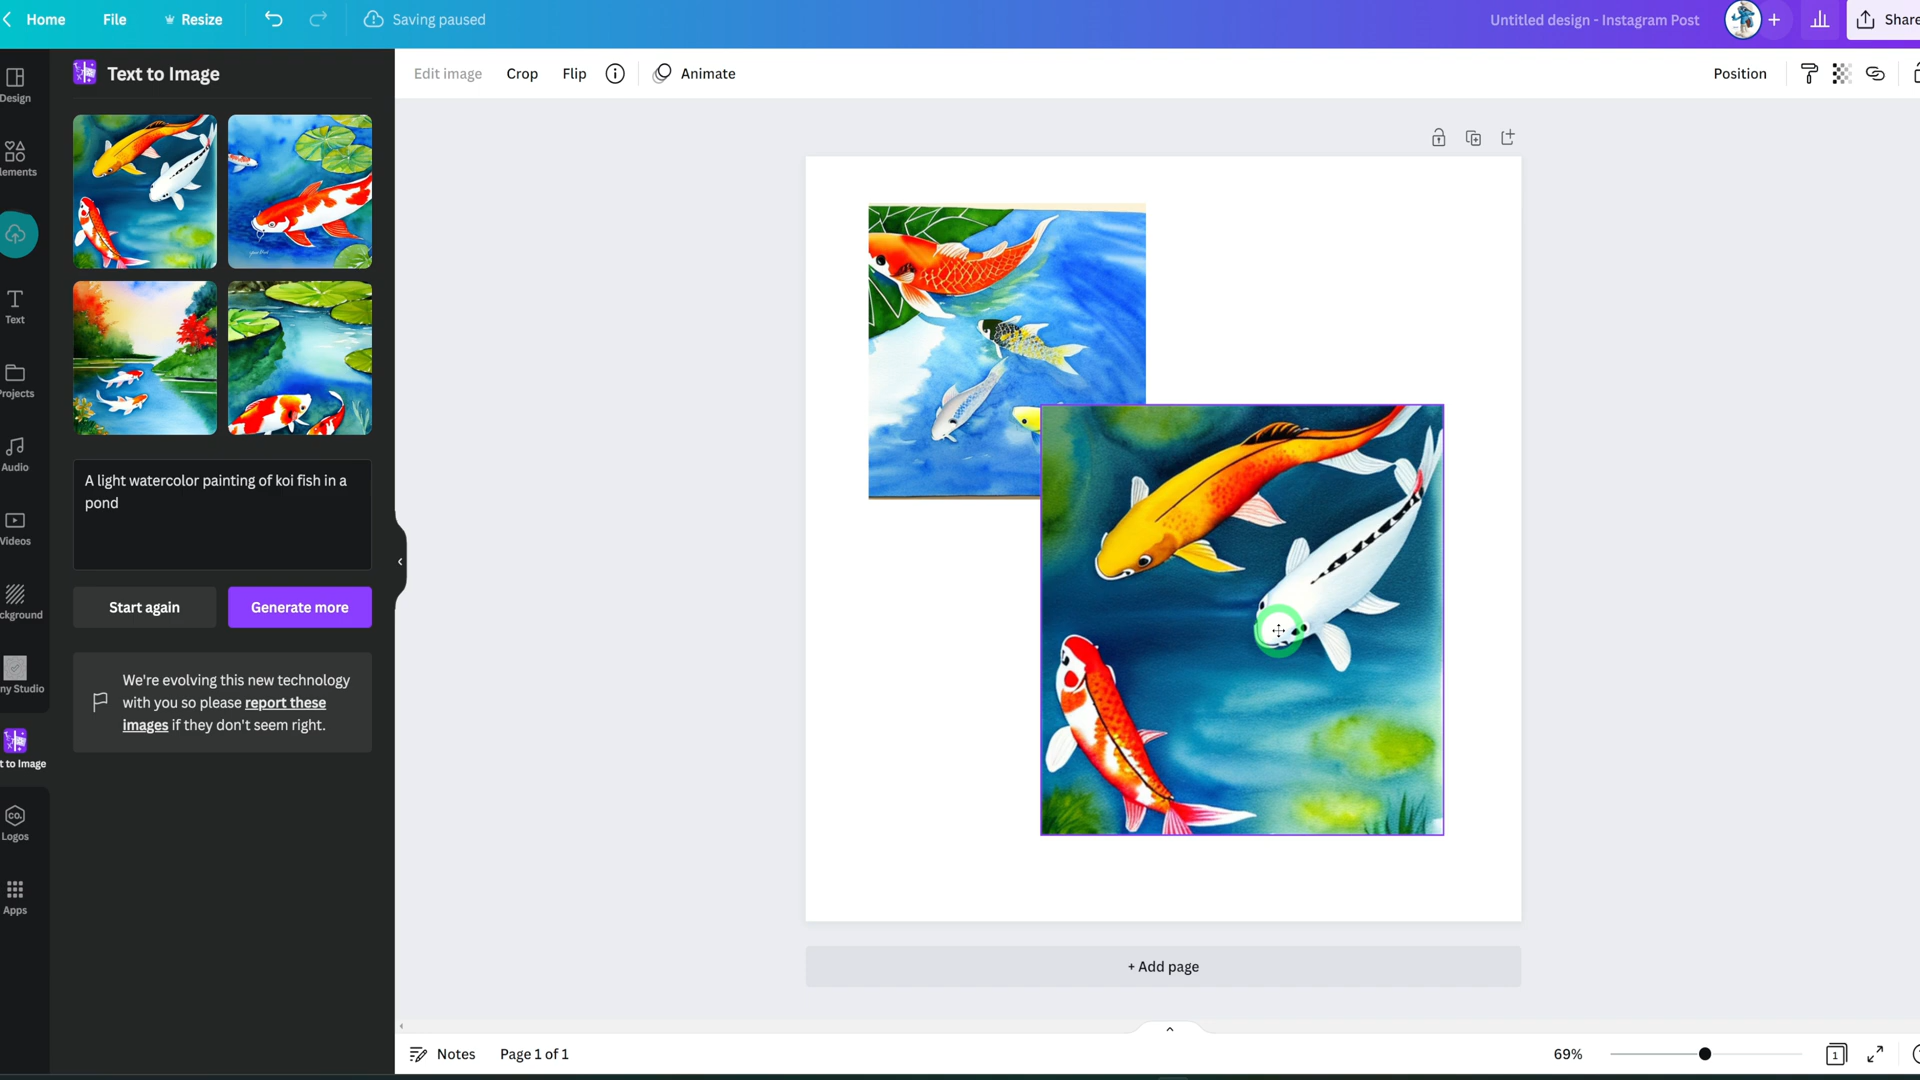 Home
File
Resize
Saving paused
Untitled design - Instagram Post
Share
Text to Image
Edit image
Crop
Flip
Animate
Position
Design
lements
Text
Projects
Audio
Videos
ckground
ny Studio
t to Image
Logos
Apps
A light watercolor painting of koi fish in a
pond
Start again
Generate more
We're evolving this new technology
with you so please report these
images if they don't seem right.
+ Add page
Notes
Page 1 of 1
69%
1
CO.